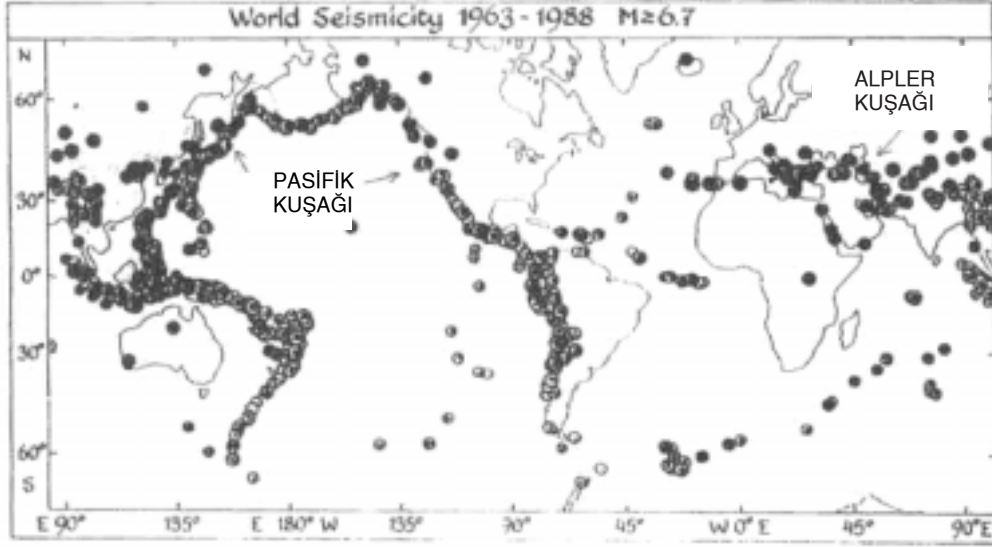 World Seismicity 1963-1988 M≥6.7
N
60°
30°
0°
30°
60°
S
ALPLER
KUŞAĞI
PASİFİK
KUŞAĞI
E 90° 135° E 180° W 135° 90° 45° W 0° E 45° 90° E